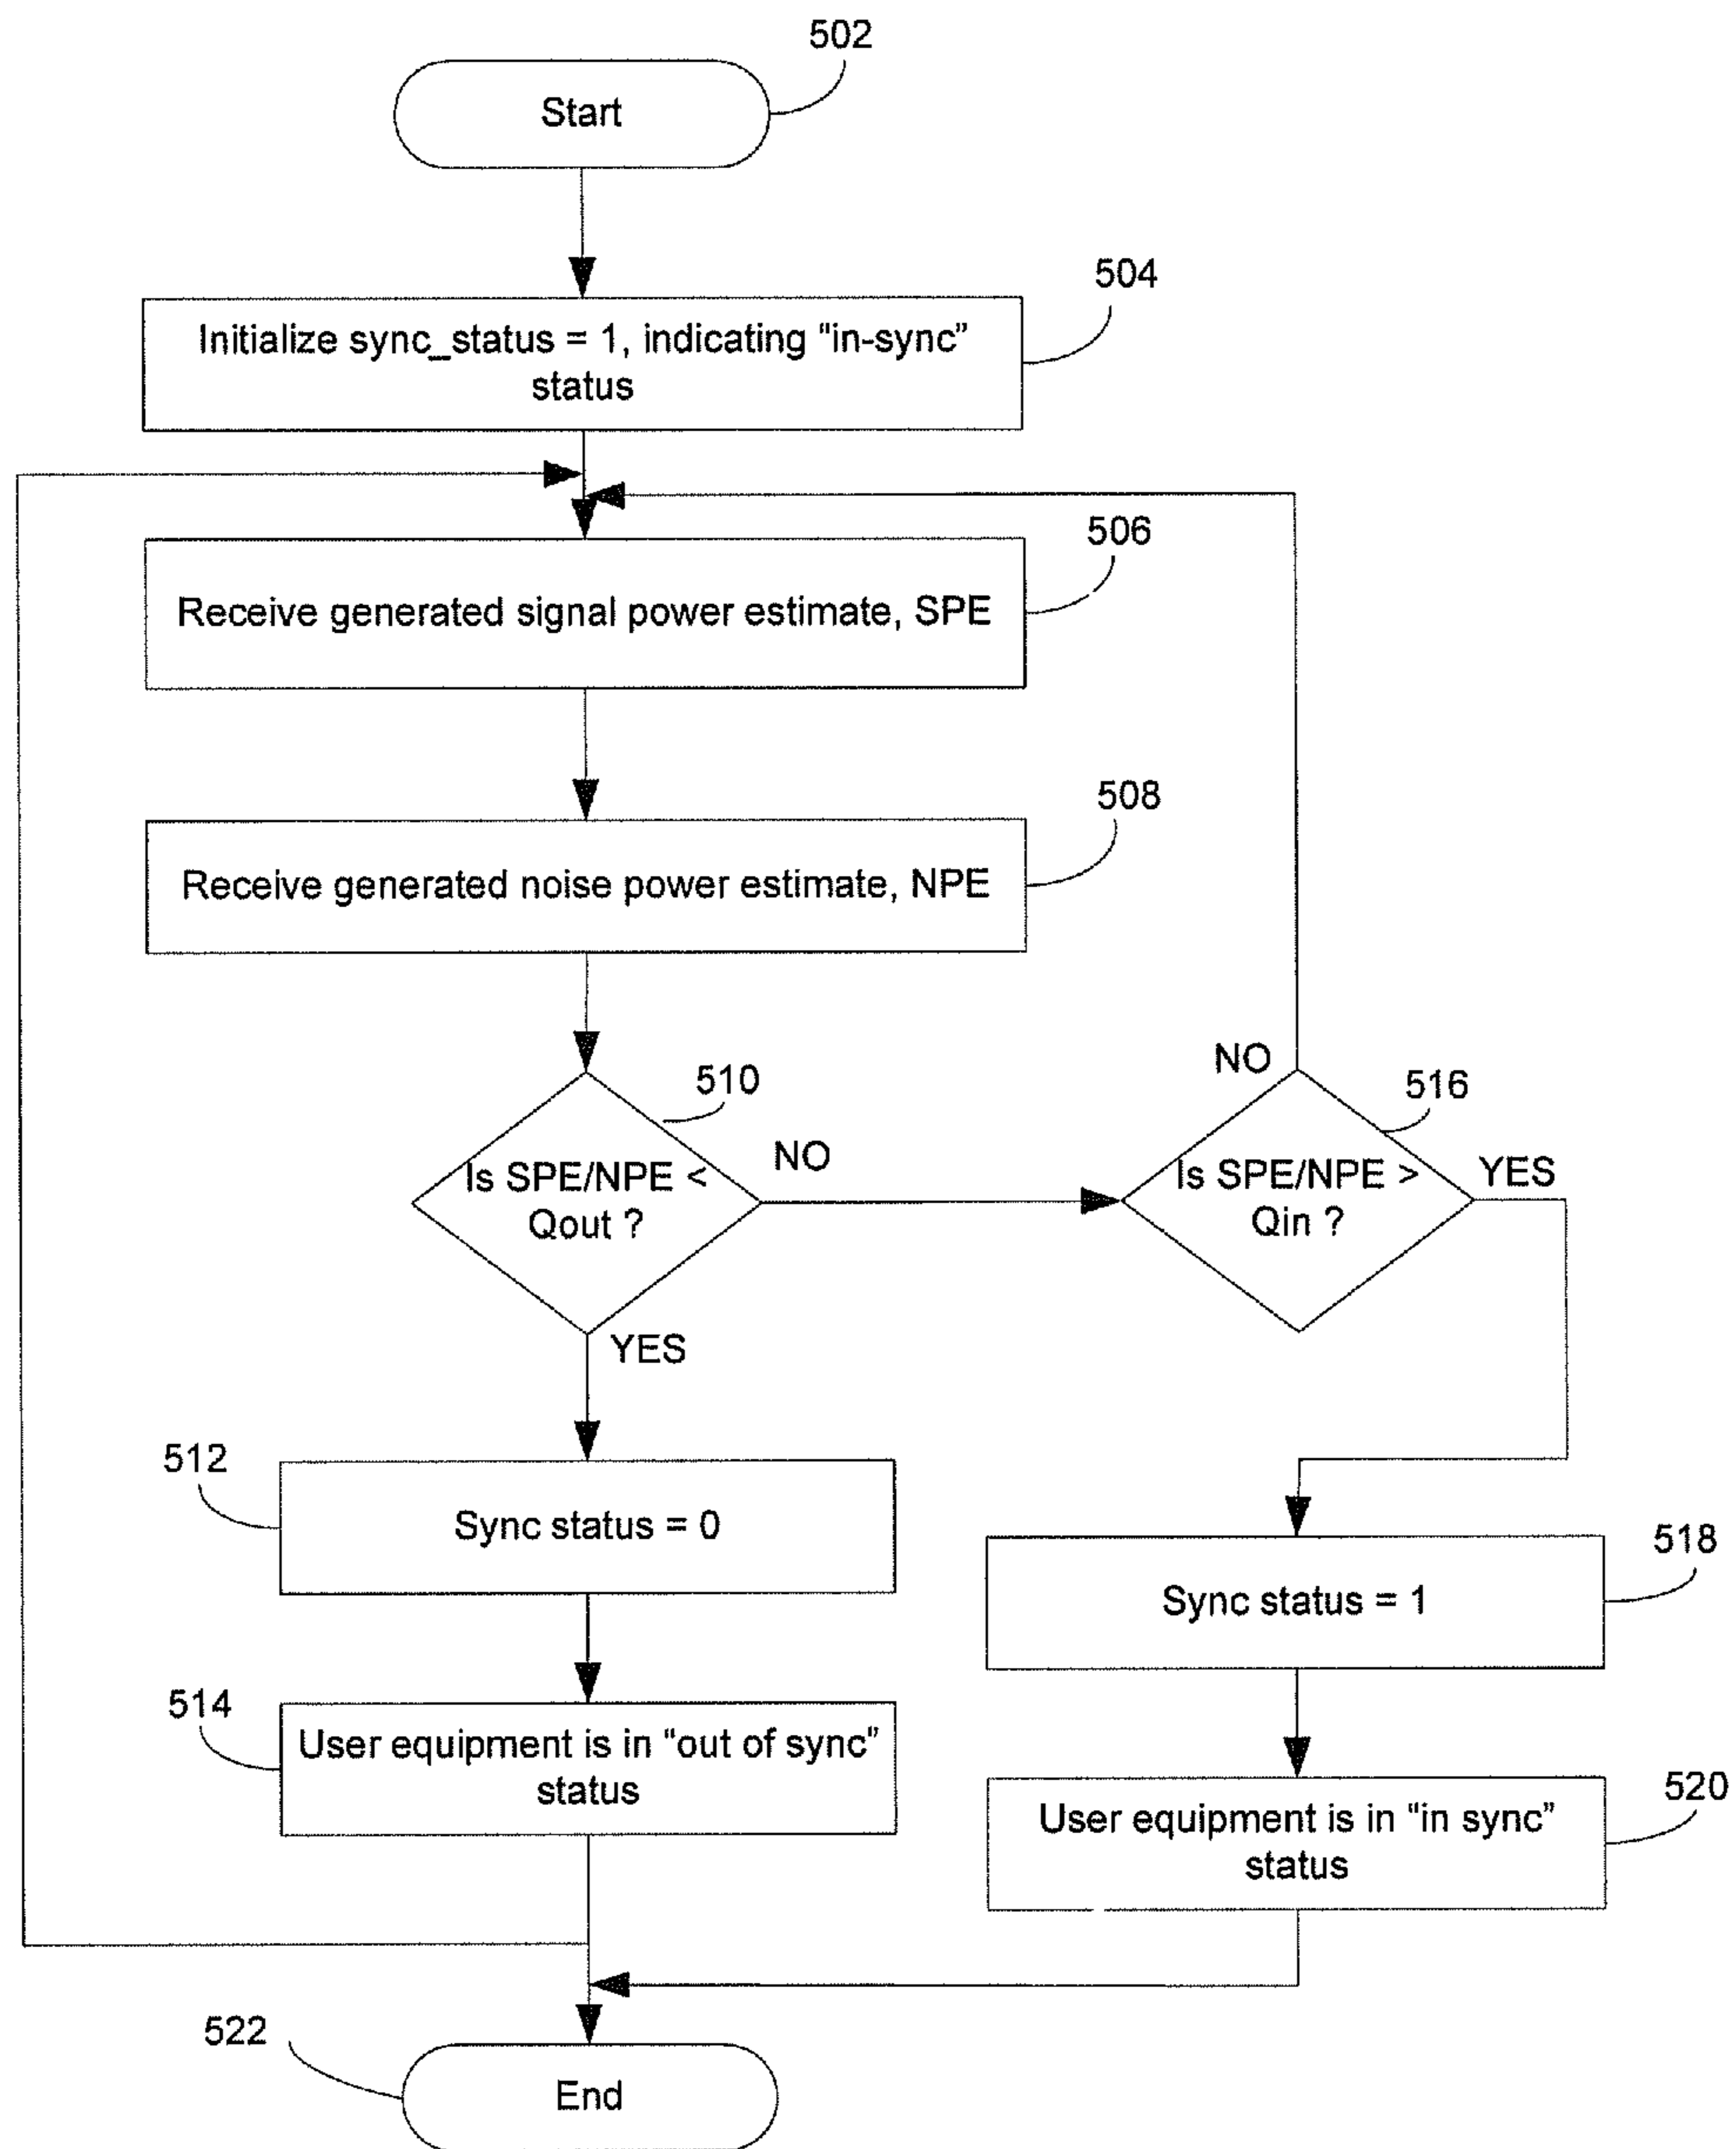 502
Start
504
Initialize sync_status = 1, indicating “in-sync”
status
506
Receive generated signal power estimate, SPE
508
Receive generated noise power estimate, NPE
510
Is SPE/NPE <
Qout ?
NO
YES
516
NO
Is SPE/NPE >
Qin ?
YES
512
Sync status = 0
518
Sync status = 1
514
User equipment is in “out of sync”
status
520
User equipment is in “in sync”
status
522
End